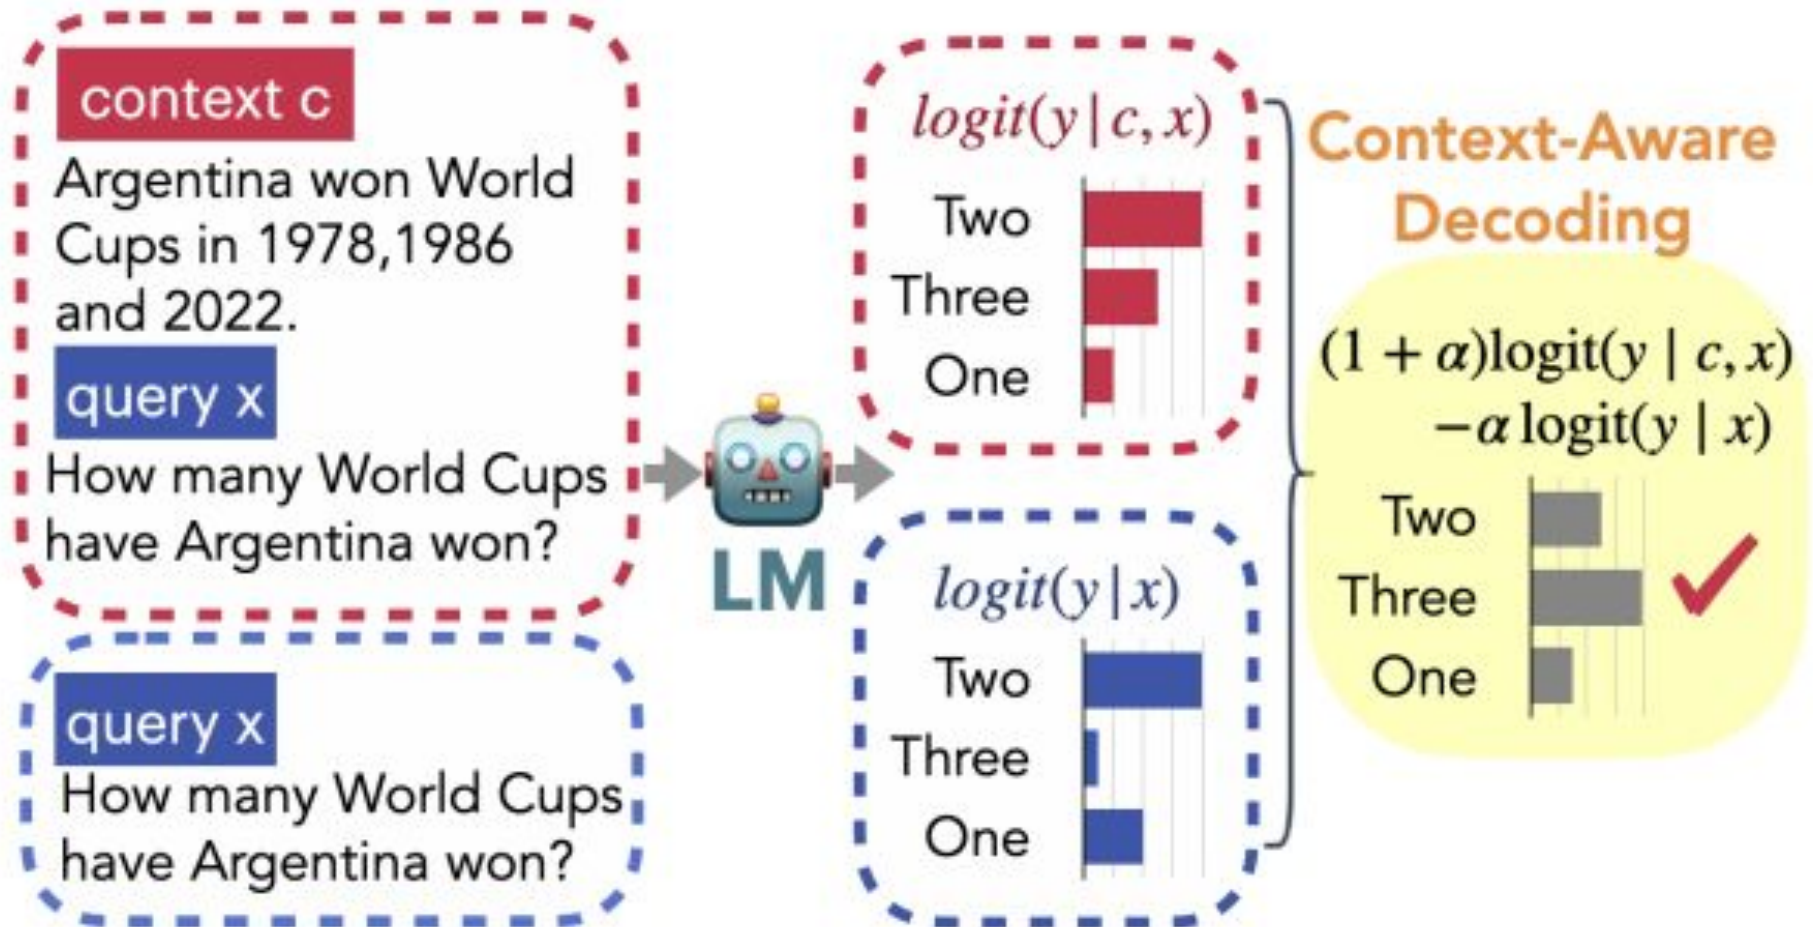 context c
Argentina won World
Cups in 1978,1986
and 2022.
query x
How many World Cups
have Argentina won?
query x
How many World Cups
have Argentina won?
LM
logit(y|c, x)
Two
Three
One
logit(y|x)
Two
Three
One
Context-Aware
Decoding
(1 + α)logit(y | c, x)
−α logit(y | x)
Two
Three
One